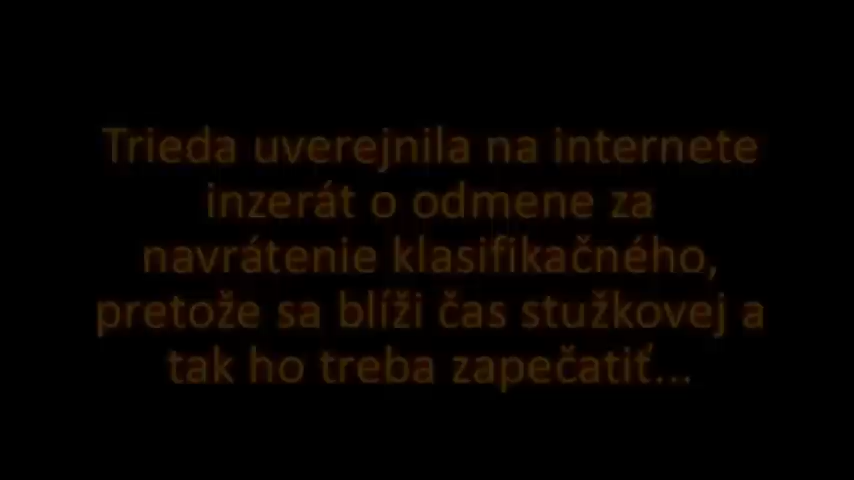 Trieda uverejnila na internete
inzerát o odmene za
navrátenie klasifikačného,
pretože sa blíži čas stužkovej a
tak ho treba zapečatiť...